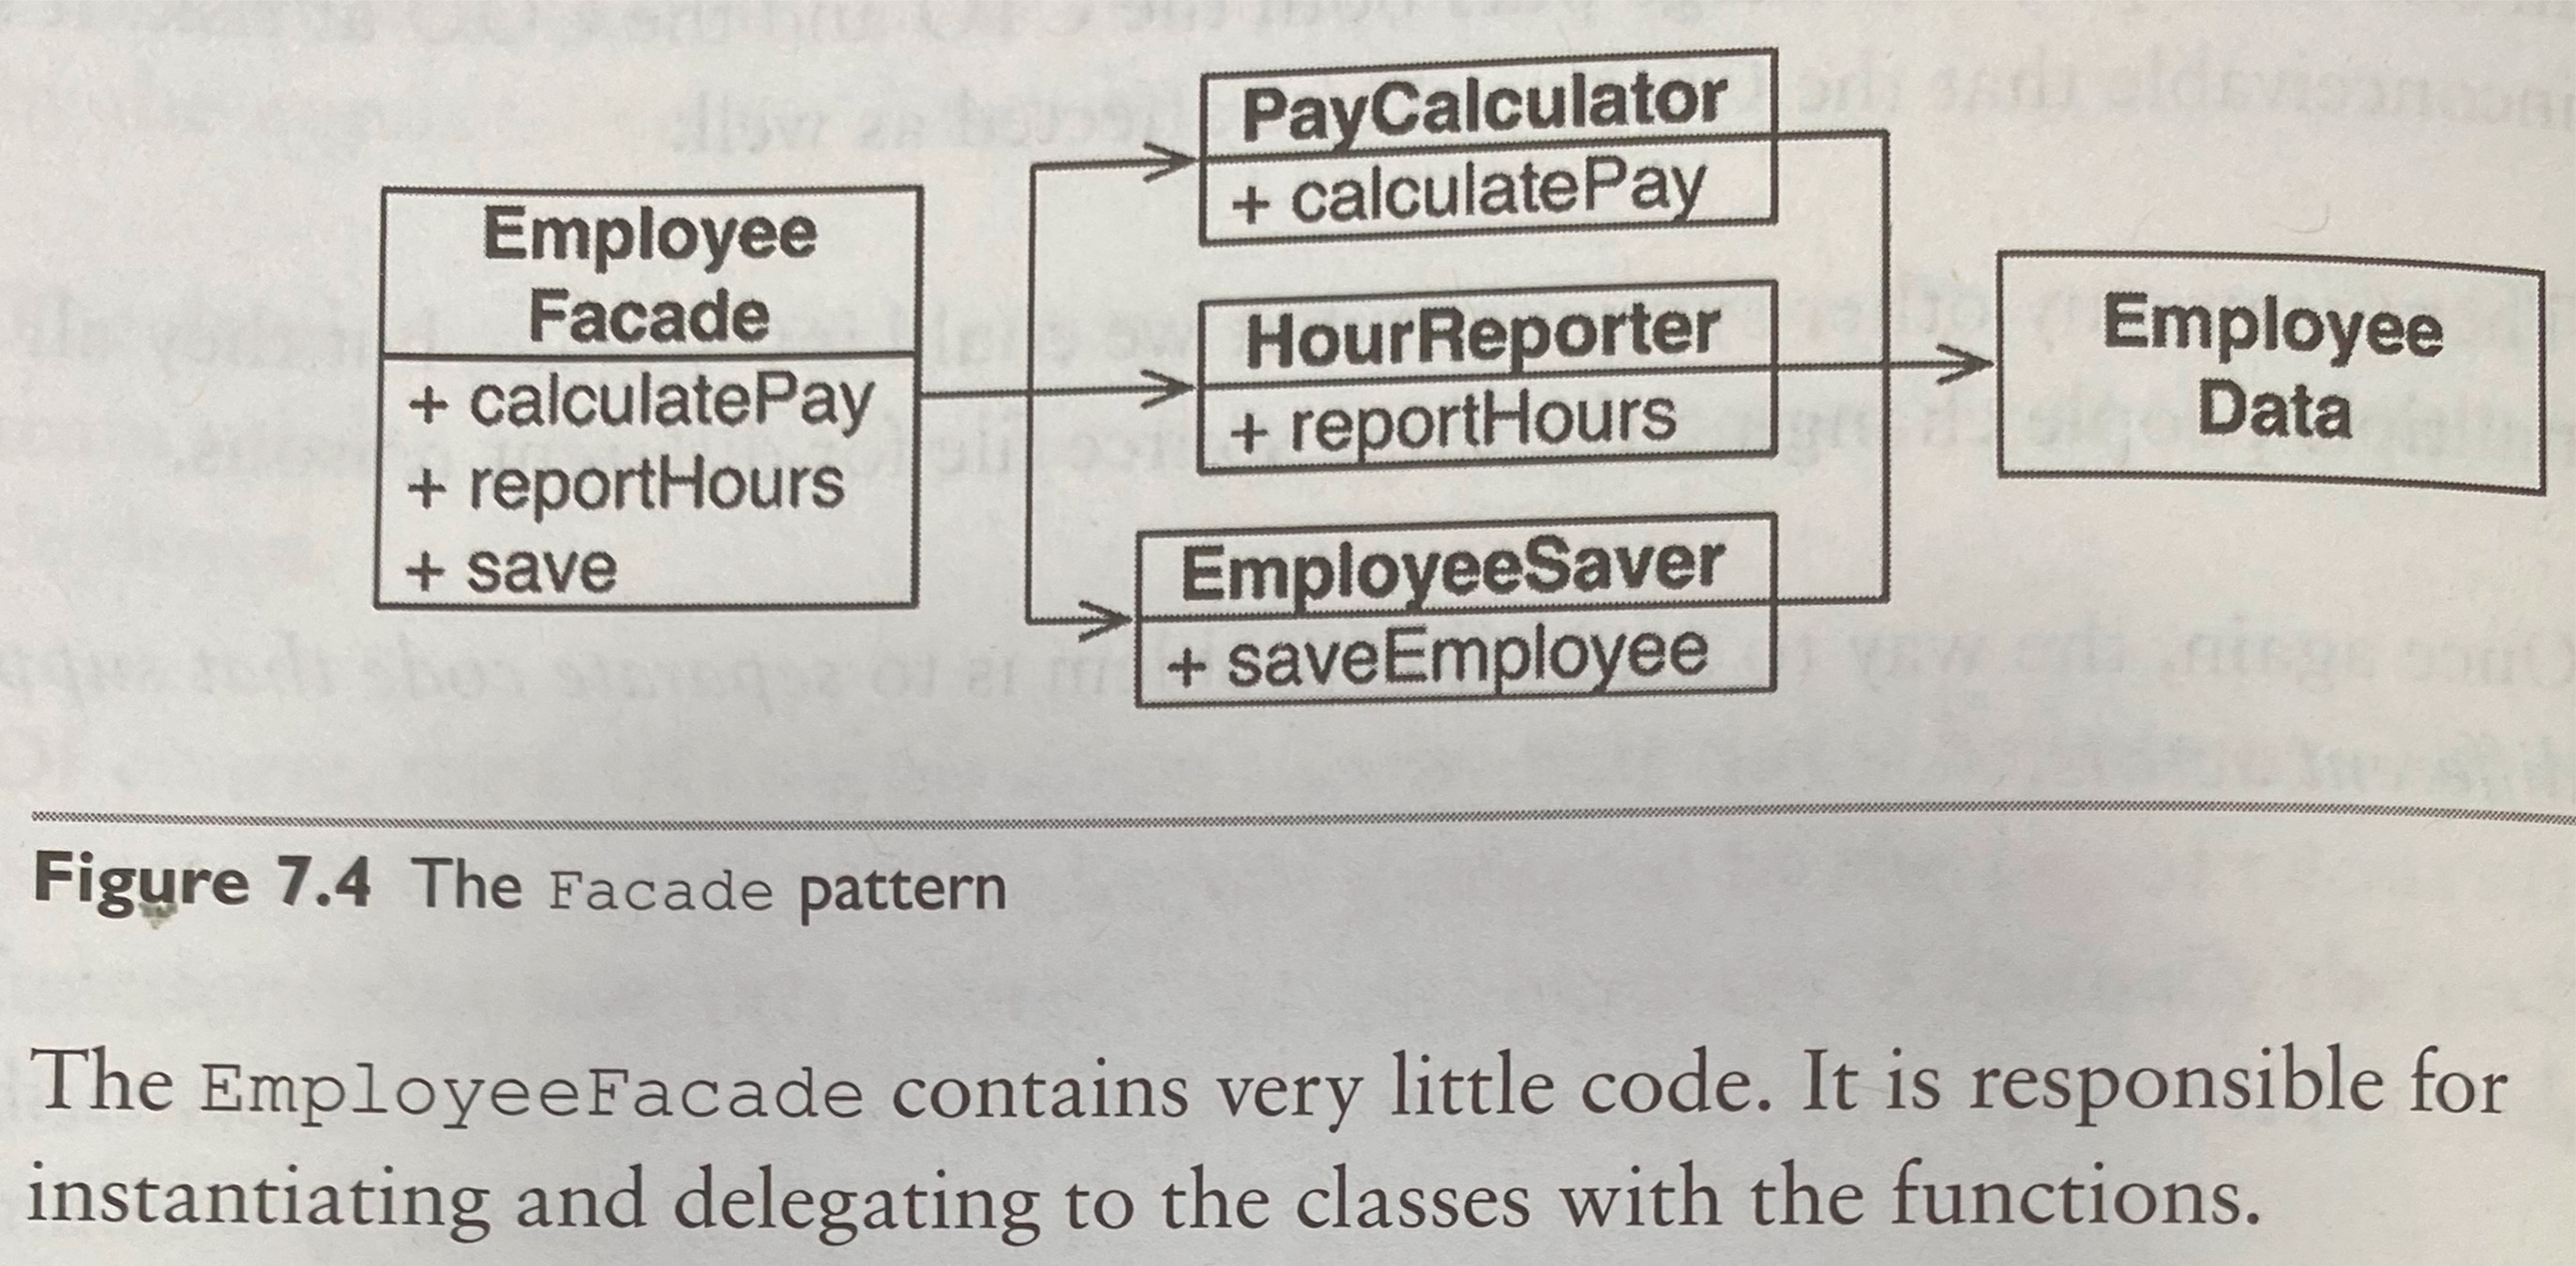 Employee
Facade
+ calculatePay
+ reportHours
+ save
PayCalculator
+ calculatePay
HourReporter
+ reportHours
EmployeeSaver
+ saveEmployee
Employee
Data
Figure 7.4 The Facade pattern
The EmployeeFacade contains very little code. It is responsible for
instantiating and delegating to the classes with the functions.